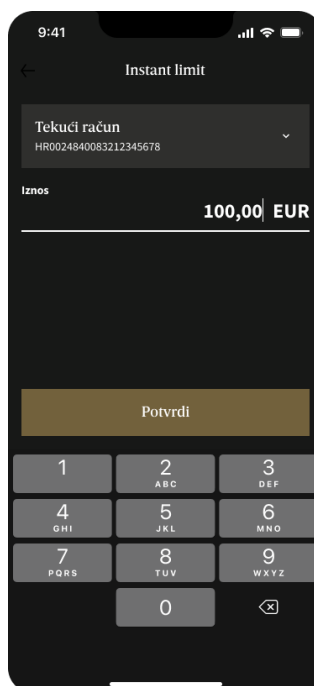 9:41
Instant limit
Tekući račun
HR0024840083212345678
Iznos
100,00 EUR
Potvrdi
1 2 3
ABC DEF
4 5 6
GHI JKL MNO
7 8 9
PQRS TUV WXYZ
0